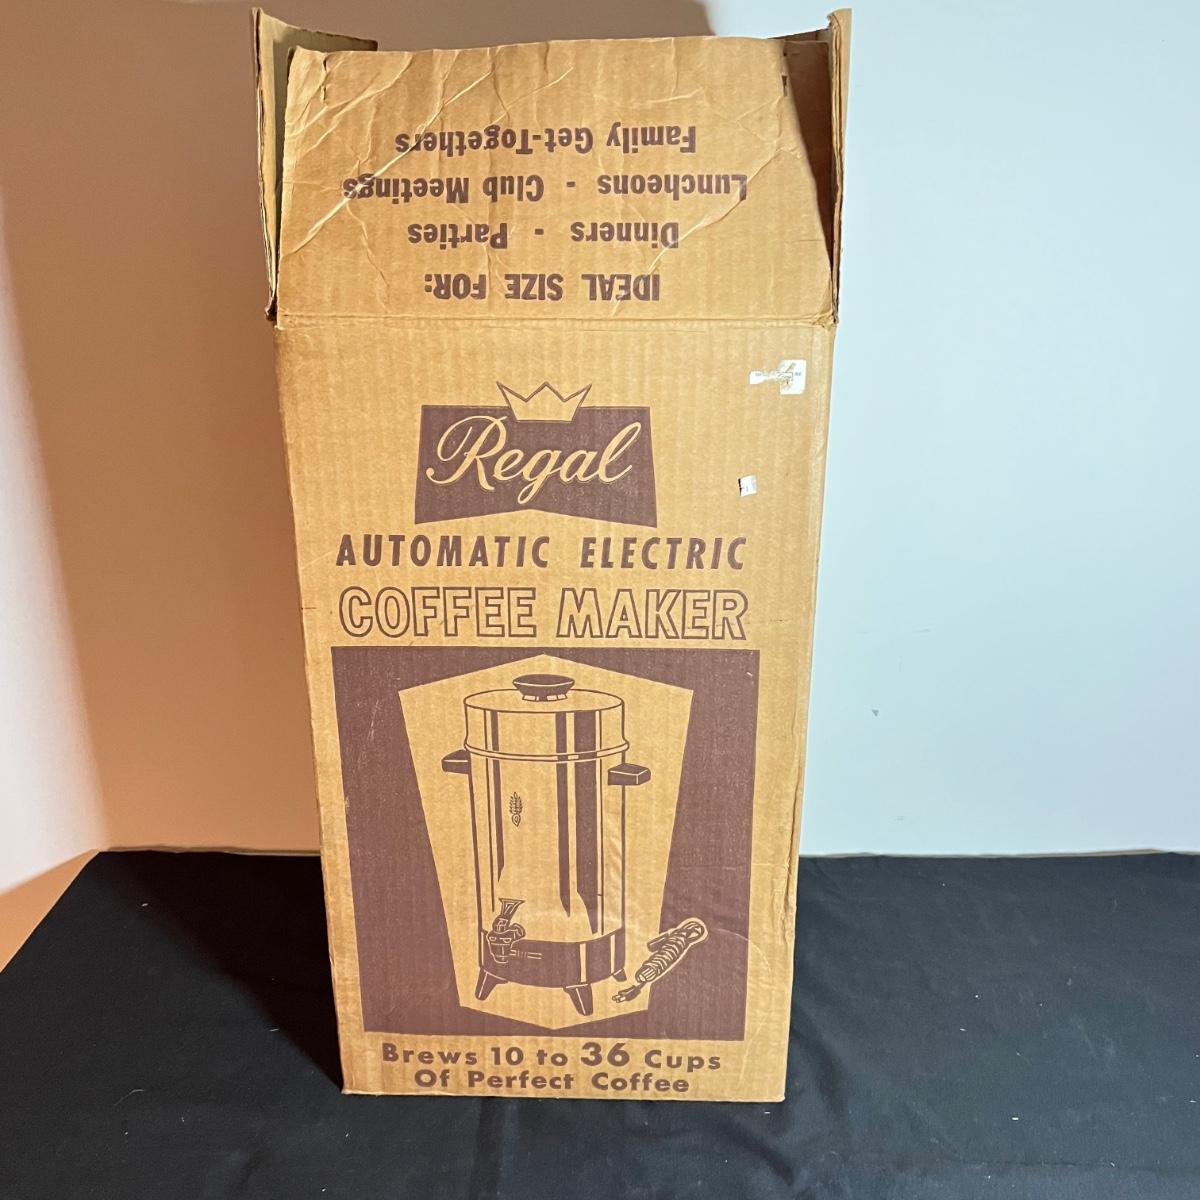 IDEAL SIZE FOR:
Dinners - Parties
Luncheons - Club Meetings
Family Get-Togethers
Regal
AUTOMATIC ELECTRIC
COFFEE MAKER
Brews 10 to 36 Cups
Of Perfect Coffee